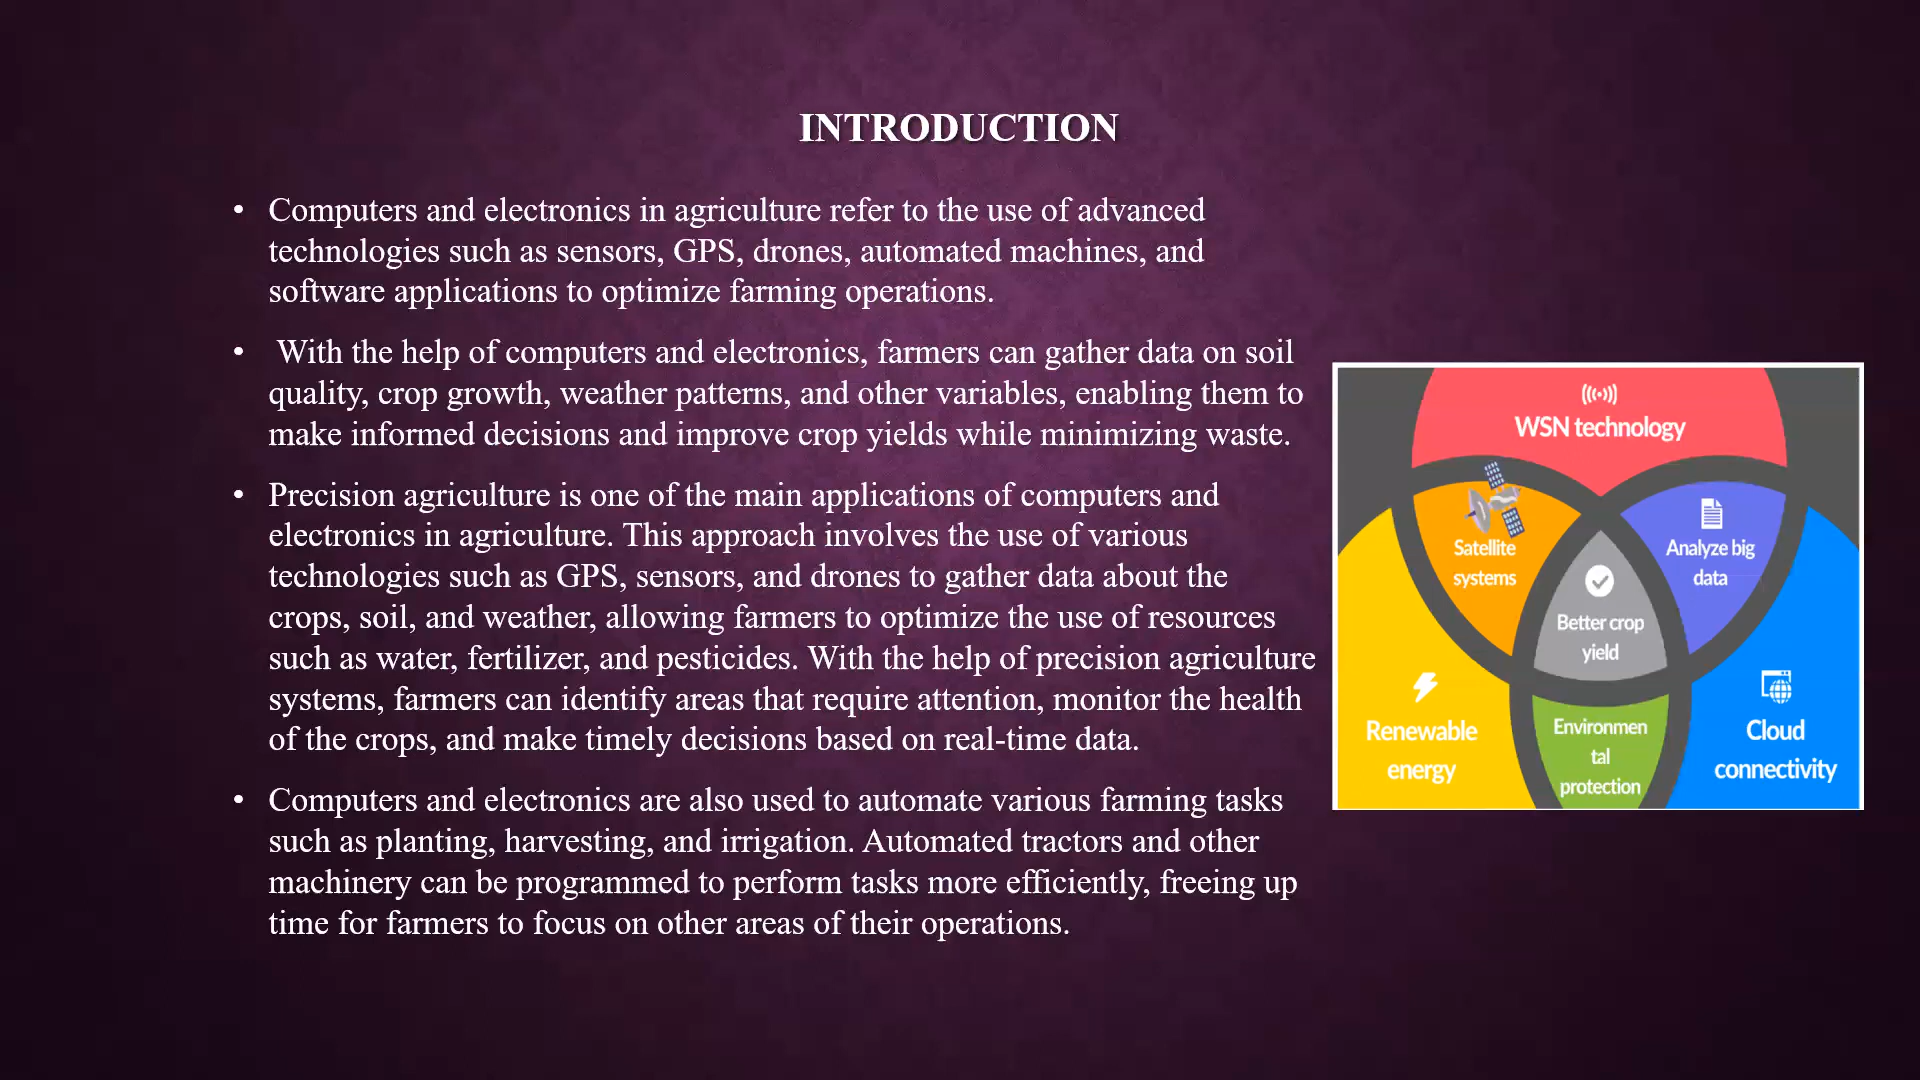 INTRODUCTION
• Computers and electronics in agriculture refer to the use of advanced
technologies such as sensors, GPS, drones, automated machines, and
software applications to optimize farming operations.
• With the help of computers and electronics, farmers can gather data on soil
quality, crop growth, weather patterns, and other variables, enabling them to
make informed decisions and improve crop yields while minimizing waste.
• Precision agriculture is one of the main applications of computers and
electronics in agriculture. This approach involves the use of various
technologies such as GPS, sensors, and drones to gather data about the
crops, soil, and weather, allowing farmers to optimize the use of resources
such as water, fertilizer, and pesticides. With the help of precision agriculture
systems, farmers can identify areas that require attention, monitor the health
of the crops, and make timely decisions based on real-time data.
• Computers and electronics are also used to automate various farming tasks
such as planting, harvesting, and irrigation. Automated tractors and other
machinery can be programmed to perform tasks more efficiently, freeing up
time for farmers to focus on other areas of their operations.
WSN technology
Satellite
systems
Analyze big
data
Better crop
yield
Renewable
energy
Environmen
tal
protection
Cloud
connectivity